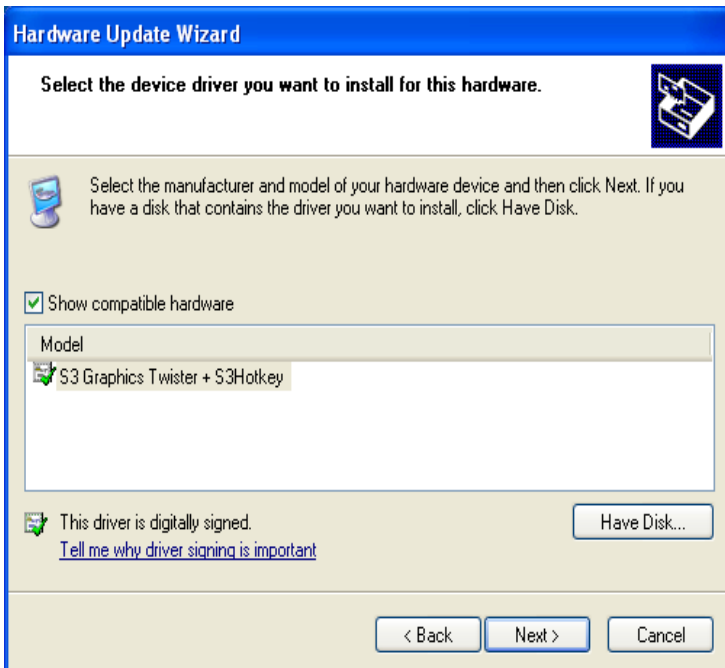 Hardware Update Wizard
Select the device driver you want to install for this hardware.
Select the manufacturer and model of your hardware device and then click Next. If you
have a disk that contains the driver you want to install, click Have Disk.
Show compatible hardware
Model
S3 Graphics Twister + S3Hotkey
This driver is digitally signed.
Have Disk...
Tell me why driver signing is important
< Back
Next >
Cancel